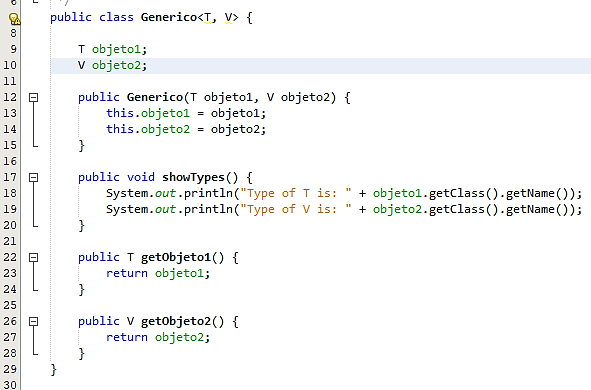 6 */
public class Generico<T, V> {
8
9 T objeto1;
10 V objeto2;
11
12 public Generico(T objeto1, V objeto2) {
13 this.objeto1 = objeto1;
14 this.objeto2 = objeto2;
15 }
16
17 public void showTypes() {
18 System.out.println("Type of T is: " + objeto1.getClass().getName());
19 System.out.println("Type of V is: " + objeto2.getClass().getName());
20 }
21
22 public T getObjeto1() {
23 return objeto1;
24 }
25
26 public V getObjeto2() {
27 return objeto2;
28 }
29 }
30